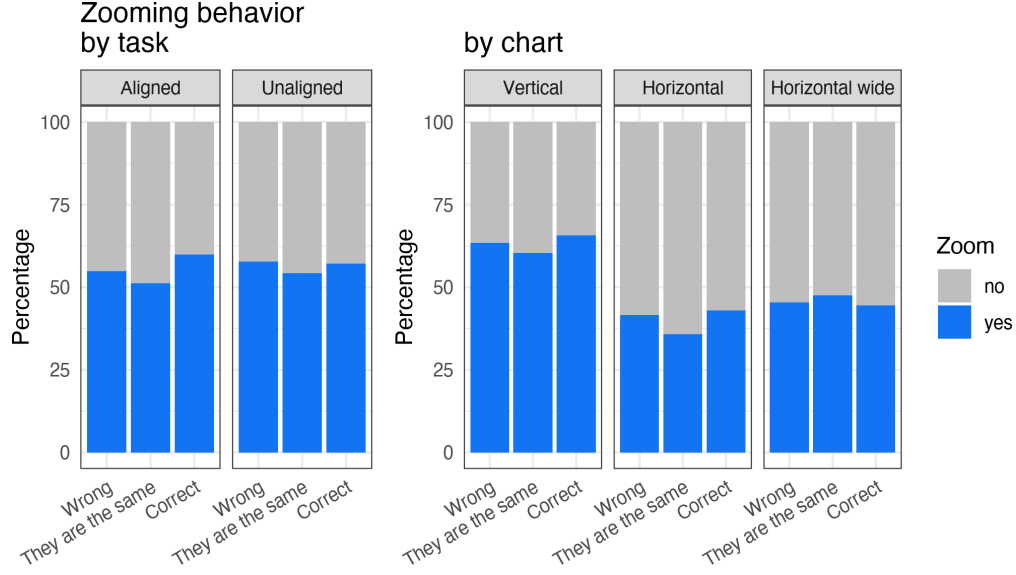 Zooming behavior
by task
by chart
Aligned
Unaligned
Vertical
Horizontal
Horizontal wide
Percentage
100
75
50
25
0
Percentage
100
75
50
25
0
Wrong
They are the same
Correct
Wrong
They are the same
Correct
Wrong
They are the same
Correct
Wrong
They are the same
Correct
Wrong
They are the same
Correct
Zoom
no
yes